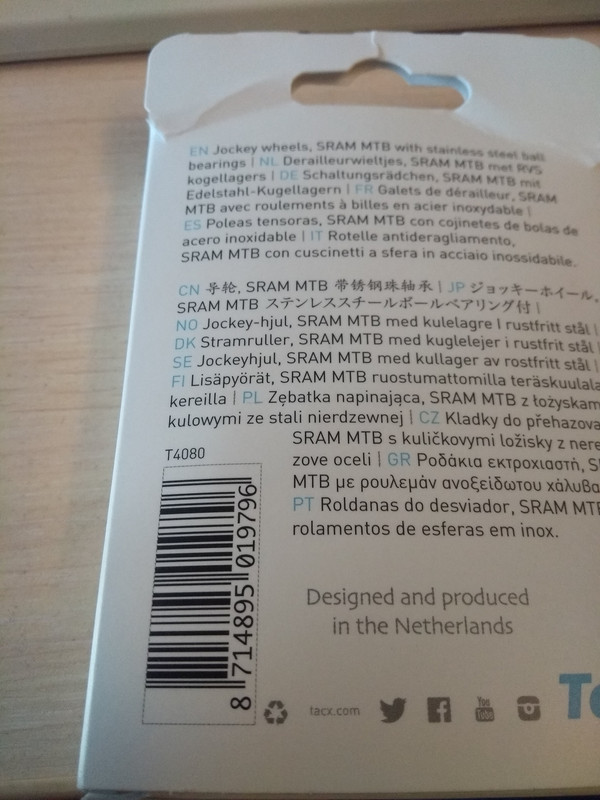 EN Jockey wheels, SRAM MTB with stainless steel ball
bearings | NL Derailleurwieltjes, SRAM MTB met RVS
kogellagers | DE Schaltungsrädchen, SRAM MTB mit
Edelstahl-Kugellagern | FR Galets de dérailleur, SRAM
MTB avec roulements à billes en acier inoxydable |
ES Poleas tensoras, SRAM MTB con cojinetes de bolas de
acero inoxidable | IT Rotelle antideragliamento,
SRAM MTB con cuscinetti a sfera in acciaio inossidabile.
CN 导轮, SRAM MTB 带锈钢珠轴承 | JP ジョッキーホイール,
SRAM MTB ステンレススチールボールベアリング付 |
NO Jockey-hjul, SRAM MTB med kulelagre I rustfritt stål |
DK Stramruller, SRAM MTB med kuglelejer i rustfrit stål |
SE Jockeyhjul, SRAM MTB med kullager av rostfritt stål |
FI Lisäpyörät, SRAM MTB ruostumattomilla teräskuulala
kereilla | PL Zębatka napinająca, SRAM MTB z łożyskam
kulowymi ze stali nierdzewnej | CZ Kladky do přehazova
SRAM MTB s kuličkovymi ložisky z nere
zove oceli | GR Ροδάκια εκτροχιαστή, S
MTB με ρουλεμάν ανοξείδωτου χάλυβα
PT Roldanas do desviador, SRAM MT
rolamentos de esferas em inox.
T4080
8 714895 019796
Designed and produced
in the Netherlands
tacx.com
You
Tube
Ta